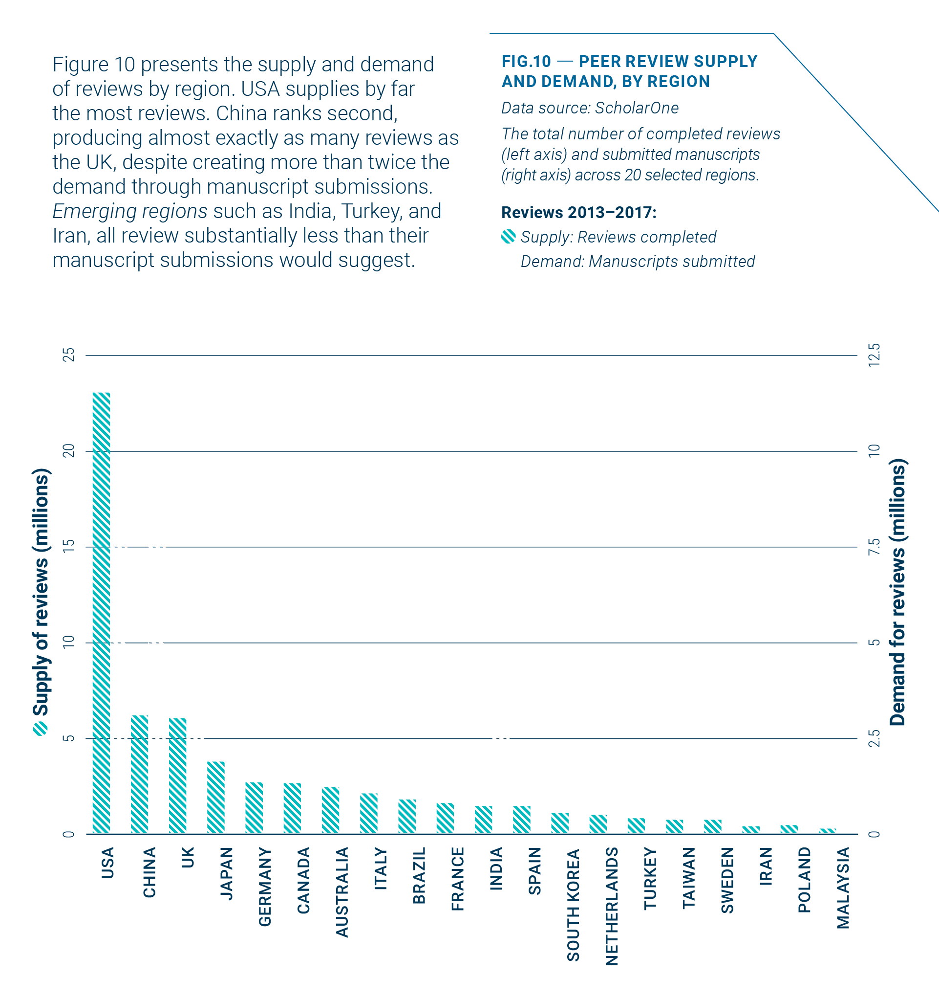 Figure 10 presents the supply and demand
of reviews by region. USA supplies by far
the most reviews. China ranks second,
producing almost exactly as many reviews as
the UK, despite creating more than twice the
demand through manuscript submissions.
Emerging regions such as India, Turkey, and
Iran, all review substantially less than their
manuscript submissions would suggest.
FIG.10 — PEER REVIEW SUPPLY
AND DEMAND, BY REGION
Data source: ScholarOne
The total number of completed reviews
(left axis) and submitted manuscripts
(right axis) across 20 selected regions.
Reviews 2013–2017:
Supply: Reviews completed
Demand: Manuscripts submitted
Supply of reviews (millions)
25
20
15
10
5
0
12.5
10
7.5
5
2.5
0
Demand for reviews (millions)
USA
CHINA
UK
JAPAN
GERMANY
CANADA
AUSTRALIA
ITALY
BRAZIL
FRANCE
INDIA
SPAIN
SOUTH KOREA
NETHERLANDS
TURKEY
TAIWAN
SWEDEN
IRAN
POLAND
MALAYSIA